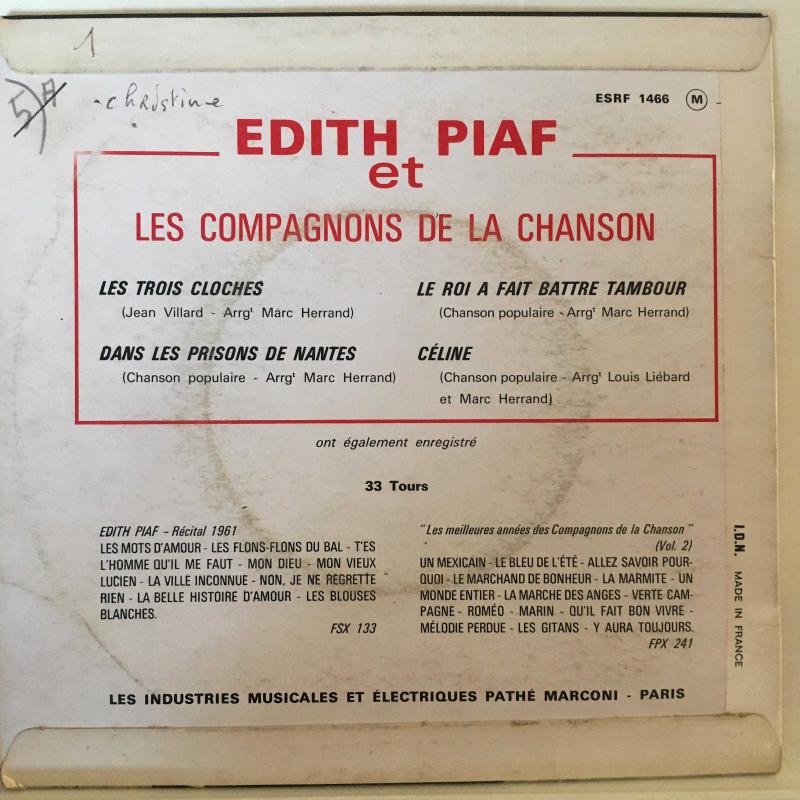 1
5 A
christine
ESRF 1466 M
EDITH PIAF
et
LES COMPAGNONS DE LA CHANSON
LES TROIS CLOCHES
(Jean Villard - Arrgt Marc Herrand)
DANS LES PRISONS DE NANTES
(Chanson populaire - Arrgt Marc Herrand)
LE ROI A FAIT BATTRE TAMBOUR
(Chanson populaire - Arrgt Marc Herrand)
CÉLINE
(Chanson populaire - Arrgt Louis Liébard
et Marc Herrand)
ont également enregistré
33 Tours
EDITH PIAF - Récital 1961
LES MOTS D'AMOUR - LES FLONS-FLONS DU BAL - T'ES
L'HOMME QU'IL ME FAUT - MON DIEU - MON VIEUX
LUCIEN - LA VILLE INCONNUE - NON, JE NE REGRETTE
RIEN - LA BELLE HISTOIRE D'AMOUR - LES BLOUSES
BLANCHES.
FSX 133
"Les meilleures années des Compagnons de la Chanson"
(Vol. 2)
UN MEXICAIN - LE BLEU DE L'ÉTÉ - ALLEZ SAVOIR POUR-
QUOI - LE MARCHAND DE BONHEUR - LA MARMITE - UN
MONDE ENTIER - LA MARCHE DES ANGES - VERTE CAM-
PAGNE - ROMÉO - MARIN - QU'IL FAIT BON VIVRE -
MÉLODIE PERDUE - LES GITANS - Y AURA TOUJOURS.
FPX 241
I.D.N. MADE IN FRANCE
LES INDUSTRIES MUSICALES ET ÉLECTRIQUES PATHÉ MARCONI - PARIS